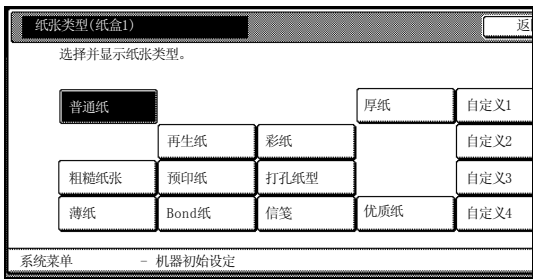 纸张类型(纸盒1)
返
选择并显示纸张类型。
普通纸 厚纸 自定义1
再生纸 彩纸 自定义2
粗糙纸张 预印纸 打孔纸型 自定义3
薄纸 Bond纸 信笺 优质纸 自定义4
系统菜单 - 机器初始设定